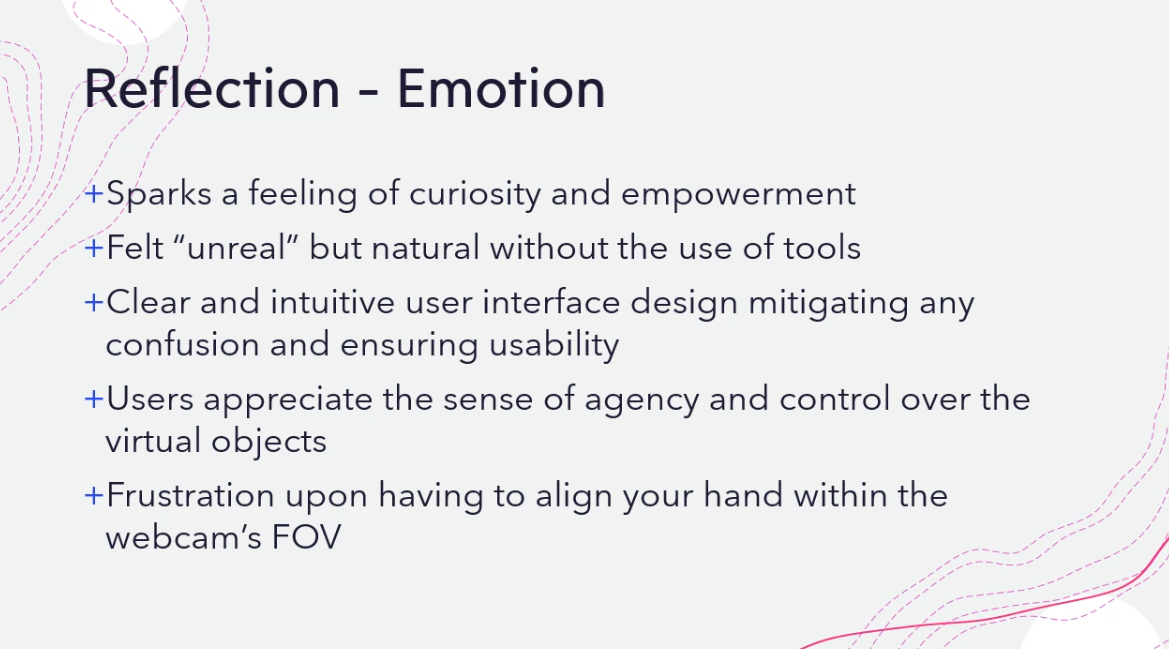 Reflection - Emotion
+Sparks a feeling of curiosity and empowerment
+Felt “unreal” but natural without the use of tools
+Clear and intuitive user interface design mitigating any
confusion and ensuring usability
+Users appreciate the sense of agency and control over the
virtual objects
+Frustration upon having to align your hand within the
webcam’s FOV